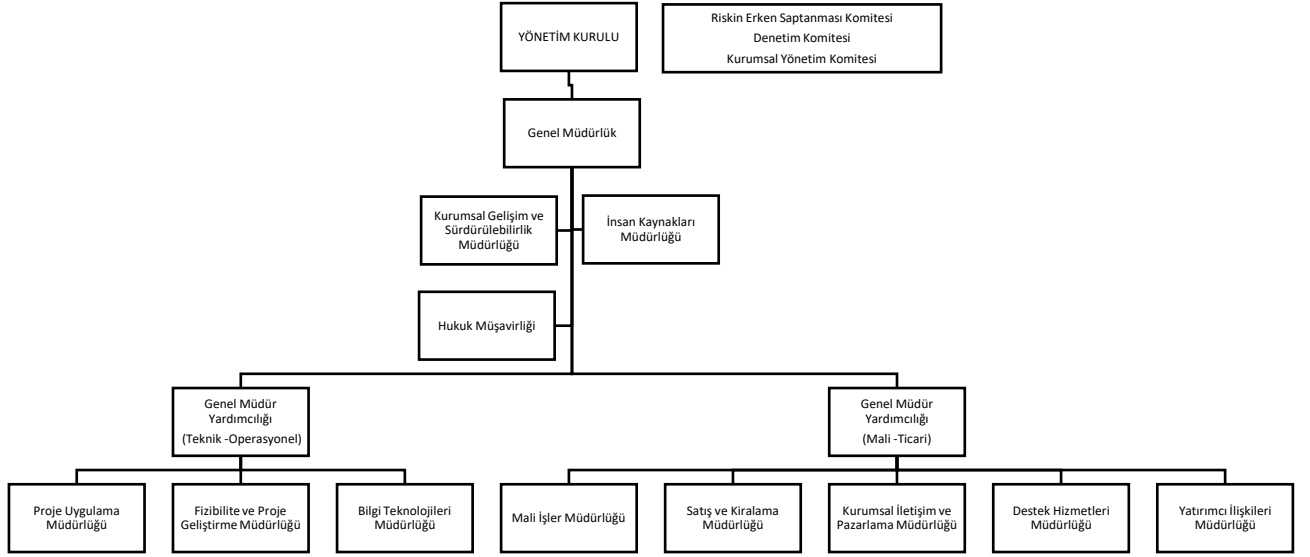 YÖNETİM KURULU
Riskin Erken Saptanması Komitesi
Denetim Komitesi
Kurumsal Yönetim Komitesi
Genel Müdürlük
Kurumsal Gelişim ve
Sürdürülebilirlik
Müdürlüğü
İnsan Kaynakları
Müdürlüğü
Hukuk Müşavirliği
Genel Müdür
Yardımcılığı
(Teknik -Operasyonel)
Genel Müdür
Yardımcılığı
(Mali -Ticari)
Proje Uygulama
Müdürlüğü
Fizibilite ve Proje
Geliştirme Müdürlüğü
Bilgi Teknolojileri
Müdürlüğü
Mali İşler Müdürlüğü
Satış ve Kiralama
Müdürlüğü
Kurumsal İletişim ve
Pazarlama Müdürlüğü
Destek Hizmetleri
Müdürlüğü
Yatırımcı İlişkileri
Müdürlüğü